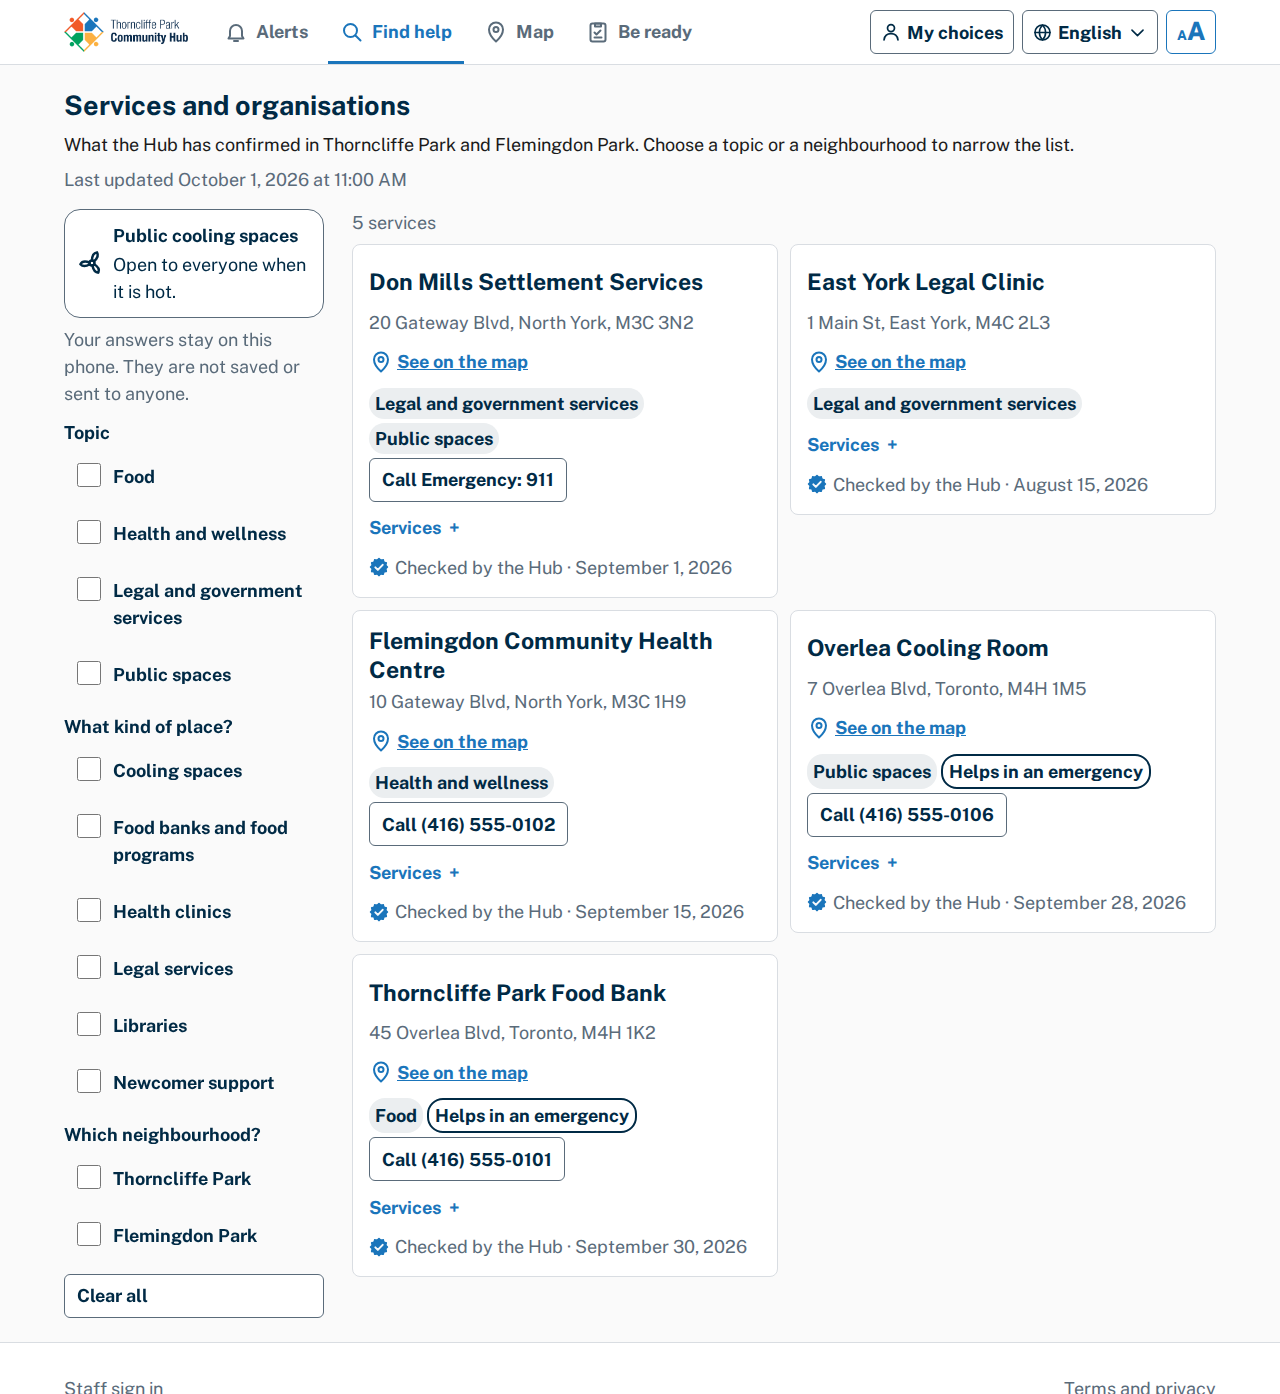 Thorncliffe Park
Community Hub
Alerts
Find help
Map
Be ready
My choices
English
AA
Services and organisations
What the Hub has confirmed in Thorncliffe Park and Flemingdon Park. Choose a topic or a neighbourhood to narrow the list.
Last updated October 1, 2026 at 11:00 AM
Public cooling spaces
Open to everyone when
it is hot.
Your answers stay on this
phone. They are not saved or
sent to anyone.
Topic
Food
Health and wellness
Legal and government
services
Public spaces
What kind of place?
Cooling spaces
Food banks and food
programs
Health clinics
Legal services
Libraries
Newcomer support
Which neighbourhood?
Thorncliffe Park
Flemingdon Park
Clear all
5 services
Don Mills Settlement Services
20 Gateway Blvd, North York, M3C 3N2
See on the map
Legal and government services
Public spaces
Call Emergency: 911
Services +
Checked by the Hub · September 1, 2026
East York Legal Clinic
1 Main St, East York, M4C 2L3
See on the map
Legal and government services
Services +
Checked by the Hub · August 15, 2026
Flemingdon Community Health
Centre
10 Gateway Blvd, North York, M3C 1H9
See on the map
Health and wellness
Call (416) 555-0102
Services +
Checked by the Hub · September 15, 2026
Overlea Cooling Room
7 Overlea Blvd, Toronto, M4H 1M5
See on the map
Public spaces
Helps in an emergency
Call (416) 555-0106
Services +
Checked by the Hub · September 28, 2026
Thorncliffe Park Food Bank
45 Overlea Blvd, Toronto, M4H 1K2
See on the map
Food
Helps in an emergency
Call (416) 555-0101
Services +
Checked by the Hub · September 30, 2026
Staff sign in
Terms and privacy